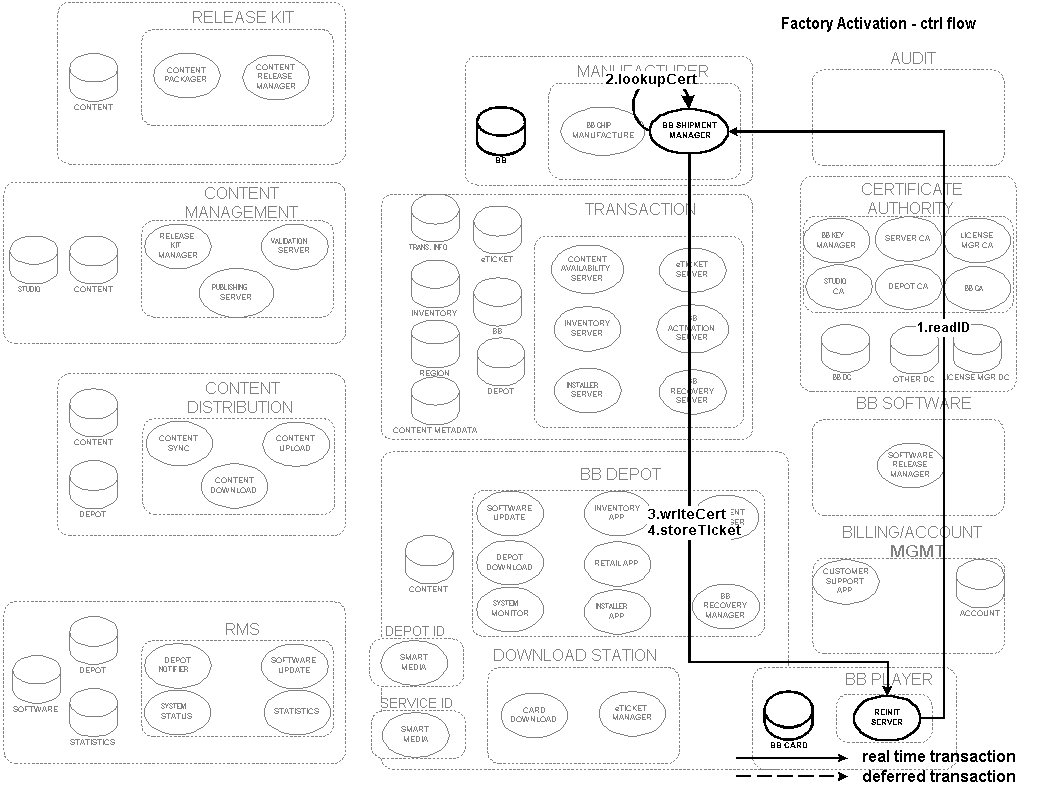 Factory Activation - ctrl flow
RELEASE KIT
CONTENT
PACKAGER
CONTENT
RELEASE
MANAGER
CONTENT
MANUFACTURER
2.lookupCert
BB CHIP
MANUFACTURE
BB SHIPMENT
MANAGER
BB
AUDIT
CONTENT
MANAGEMENT
RELEASE
KIT
MANAGER
VALIDATION
SERVER
PUBLISHING
SERVER
STUDIO
CONTENT
TRANSACTION
TRANS. INFO
eTICKET
INVENTORY
BB
REGION
DEPOT
CONTENT METADATA
CONTENT
AVAILABILITY
SERVER
eTICKET
SERVER
INVENTORY
SERVER
BB
ACTIVATION
SERVER
INSTALLER
SERVER
BB
RECOVERY
SERVER
CERTIFICATE
AUTHORITY
BB KEY
MANAGER
SERVER CA
LICENSE
MGR CA
STUDIO
CA
DEPOT CA
BB CA
1.readID
BB DC
OTHER DC
LICENSE MGR DC
CONTENT
DISTRIBUTION
CONTENT
SYNC
CONTENT
UPLOAD
CONTENT
DOWNLOAD
CONTENT
DEPOT
BB SOFTWARE
SOFTWARE
RELEASE
MANAGER
BB DEPOT
SOFTWARE
UPDATE
INVENTORY
APP
3.writeCert
4.storeTicket
DEPOT
DOWNLOAD
RETAIL APP
SYSTEM
MONITOR
INSTALLER
APP
BB
RECOVERY
MANAGER
CONTENT
BILLING/ACCOUNT
MGMT
CUSTOMER
SUPPORT
APP
ACCOUNT
RMS
DEPOT
NOTIFIER
SOFTWARE
UPDATE
SYSTEM
STATUS
STATISTICS
SOFTWARE
DEPOT
STATISTICS
DEPOT ID
SMART
MEDIA
SERVICE ID
SMART
MEDIA
DOWNLOAD STATION
CARD
DOWNLOAD
eTICKET
MANAGER
BB PLAYER
BB CARD
REINIT
SERVER
real time transaction
deferred transaction